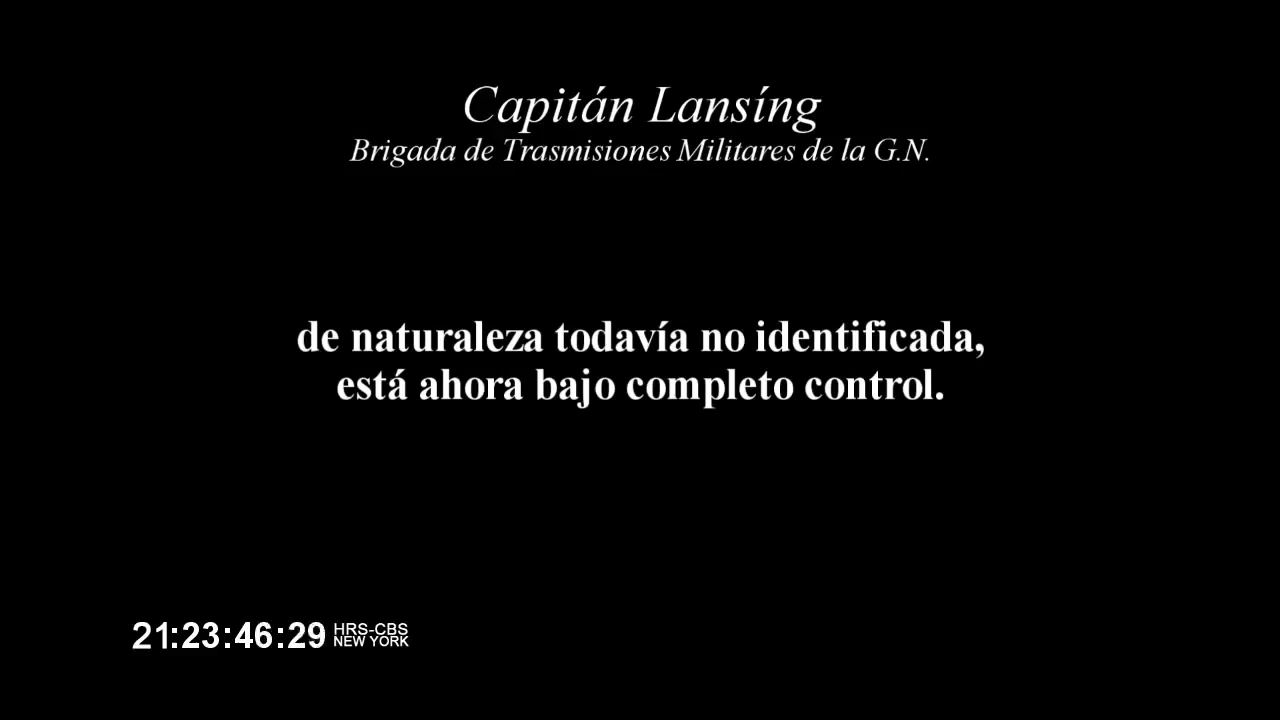 Capitán Lansíng
Brigada de Trasmisiones Militares de la G.N.
de naturaleza todavía no identificada,
está ahora bajo completo control.
21:23:46:29 HRS-CBS
NEW YORK